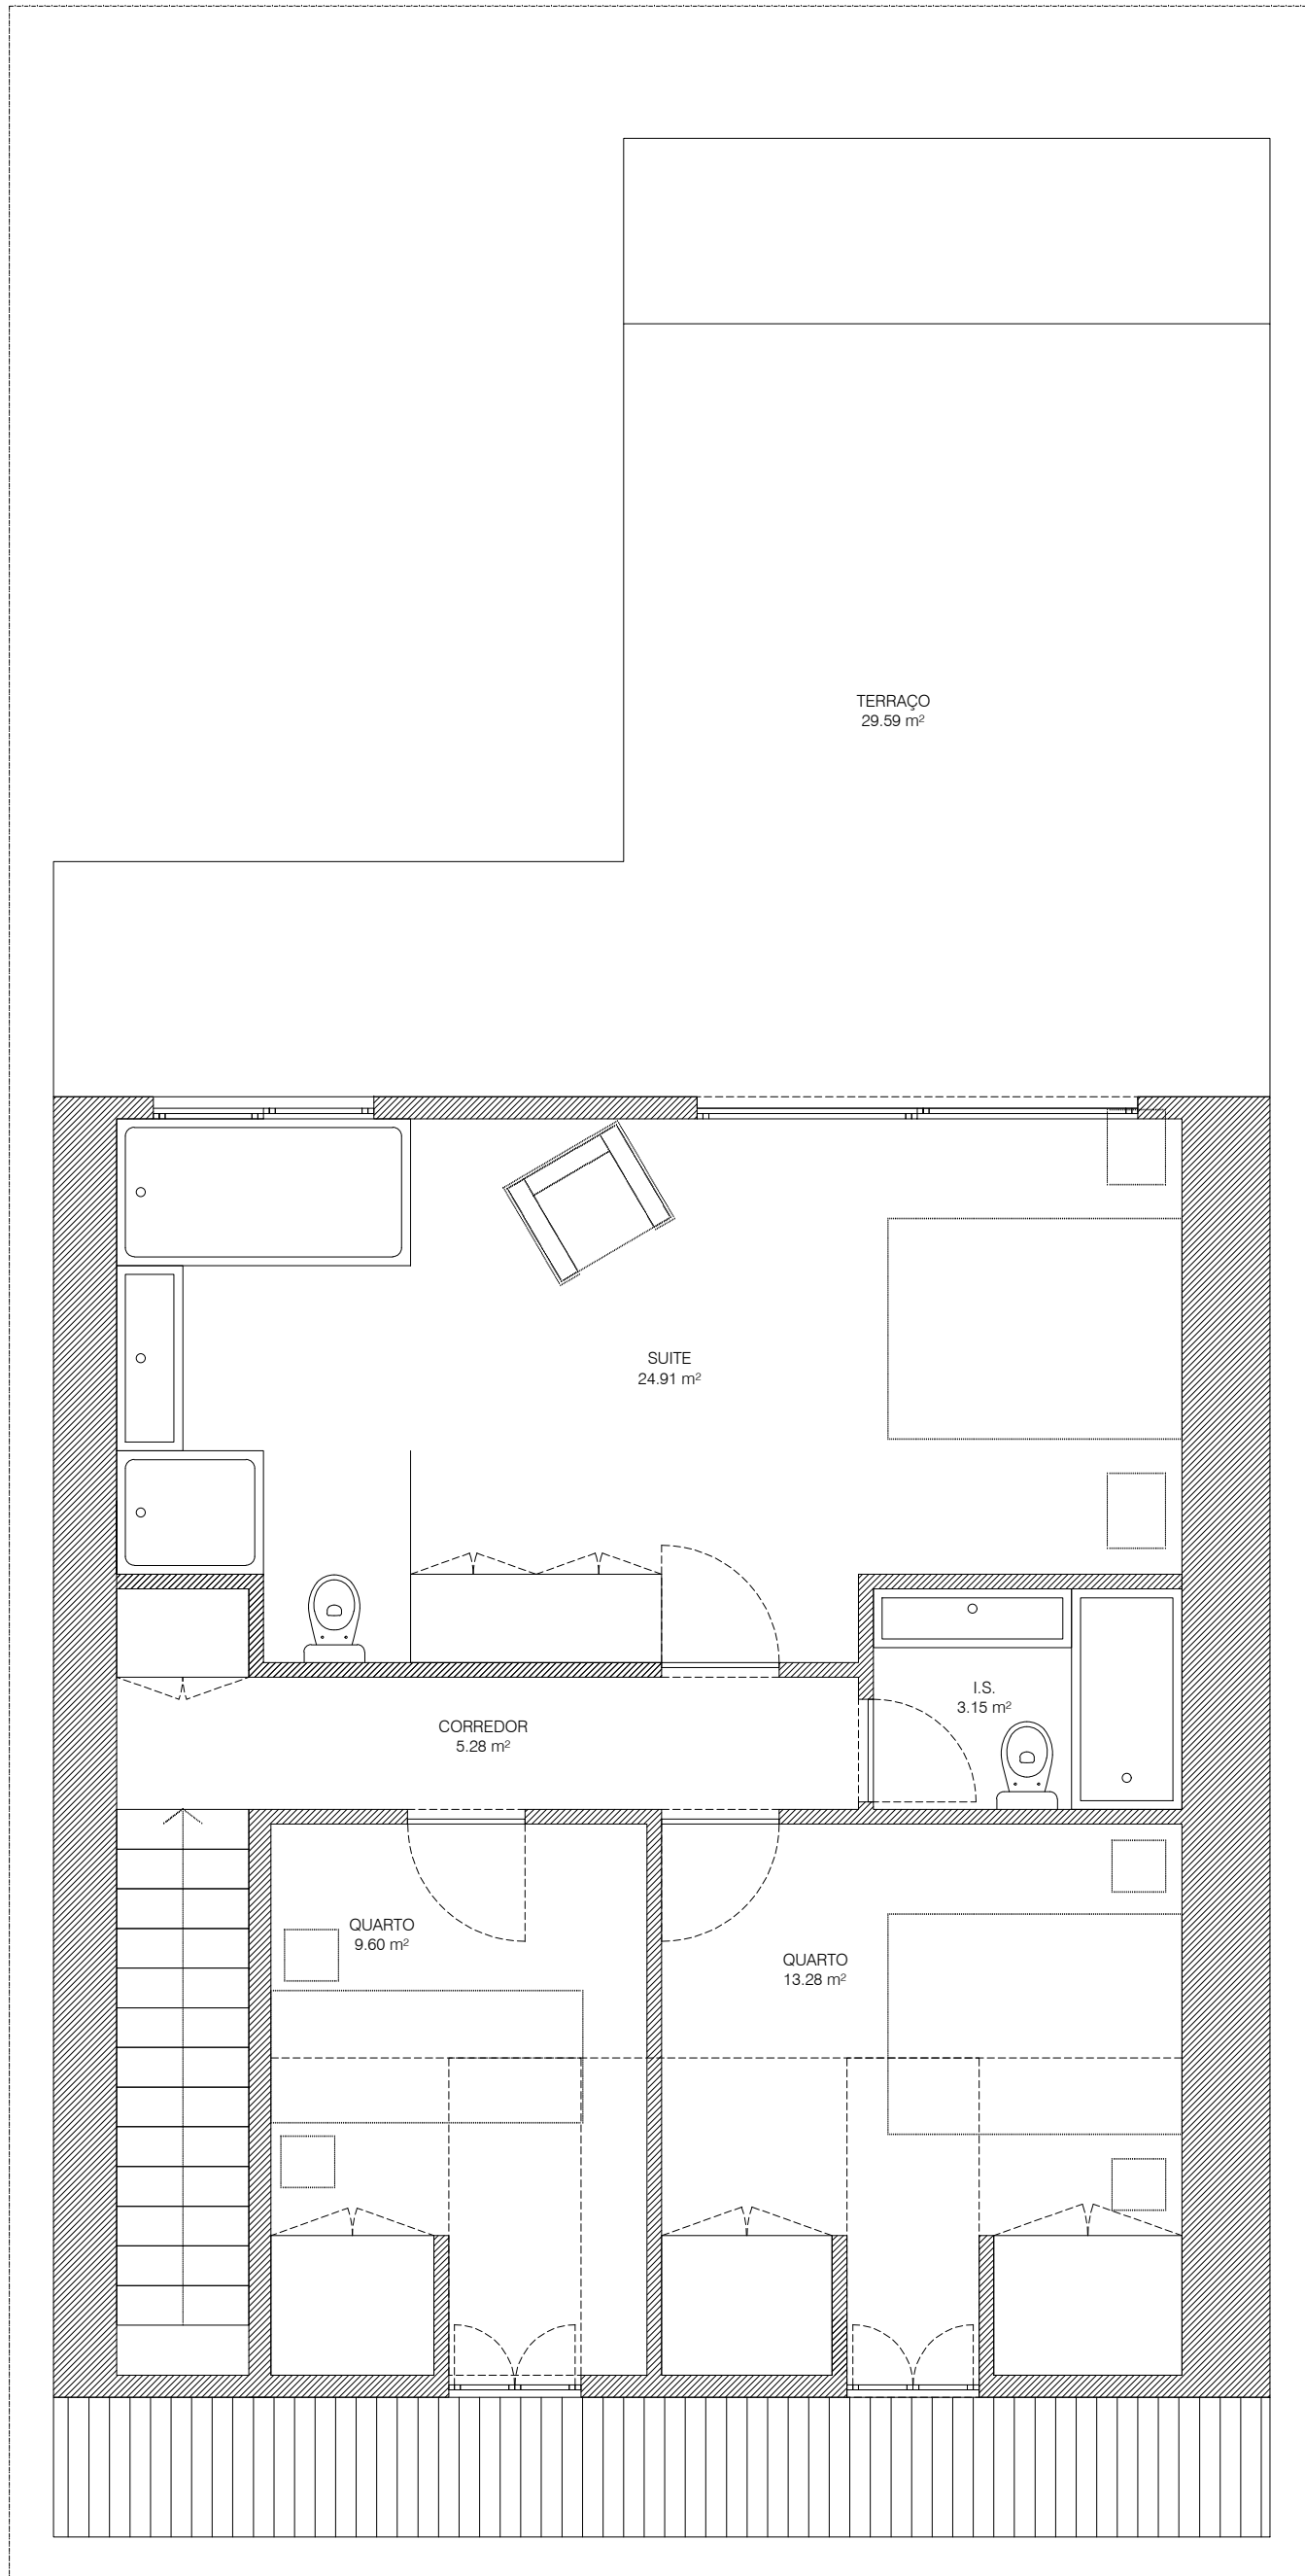 TERRAÇO
29.59 m²
SUITE
24.91 m²
I.S.
3.15 m²
CORREDOR
5.28 m²
QUARTO
9.60 m²
QUARTO
13.28 m²